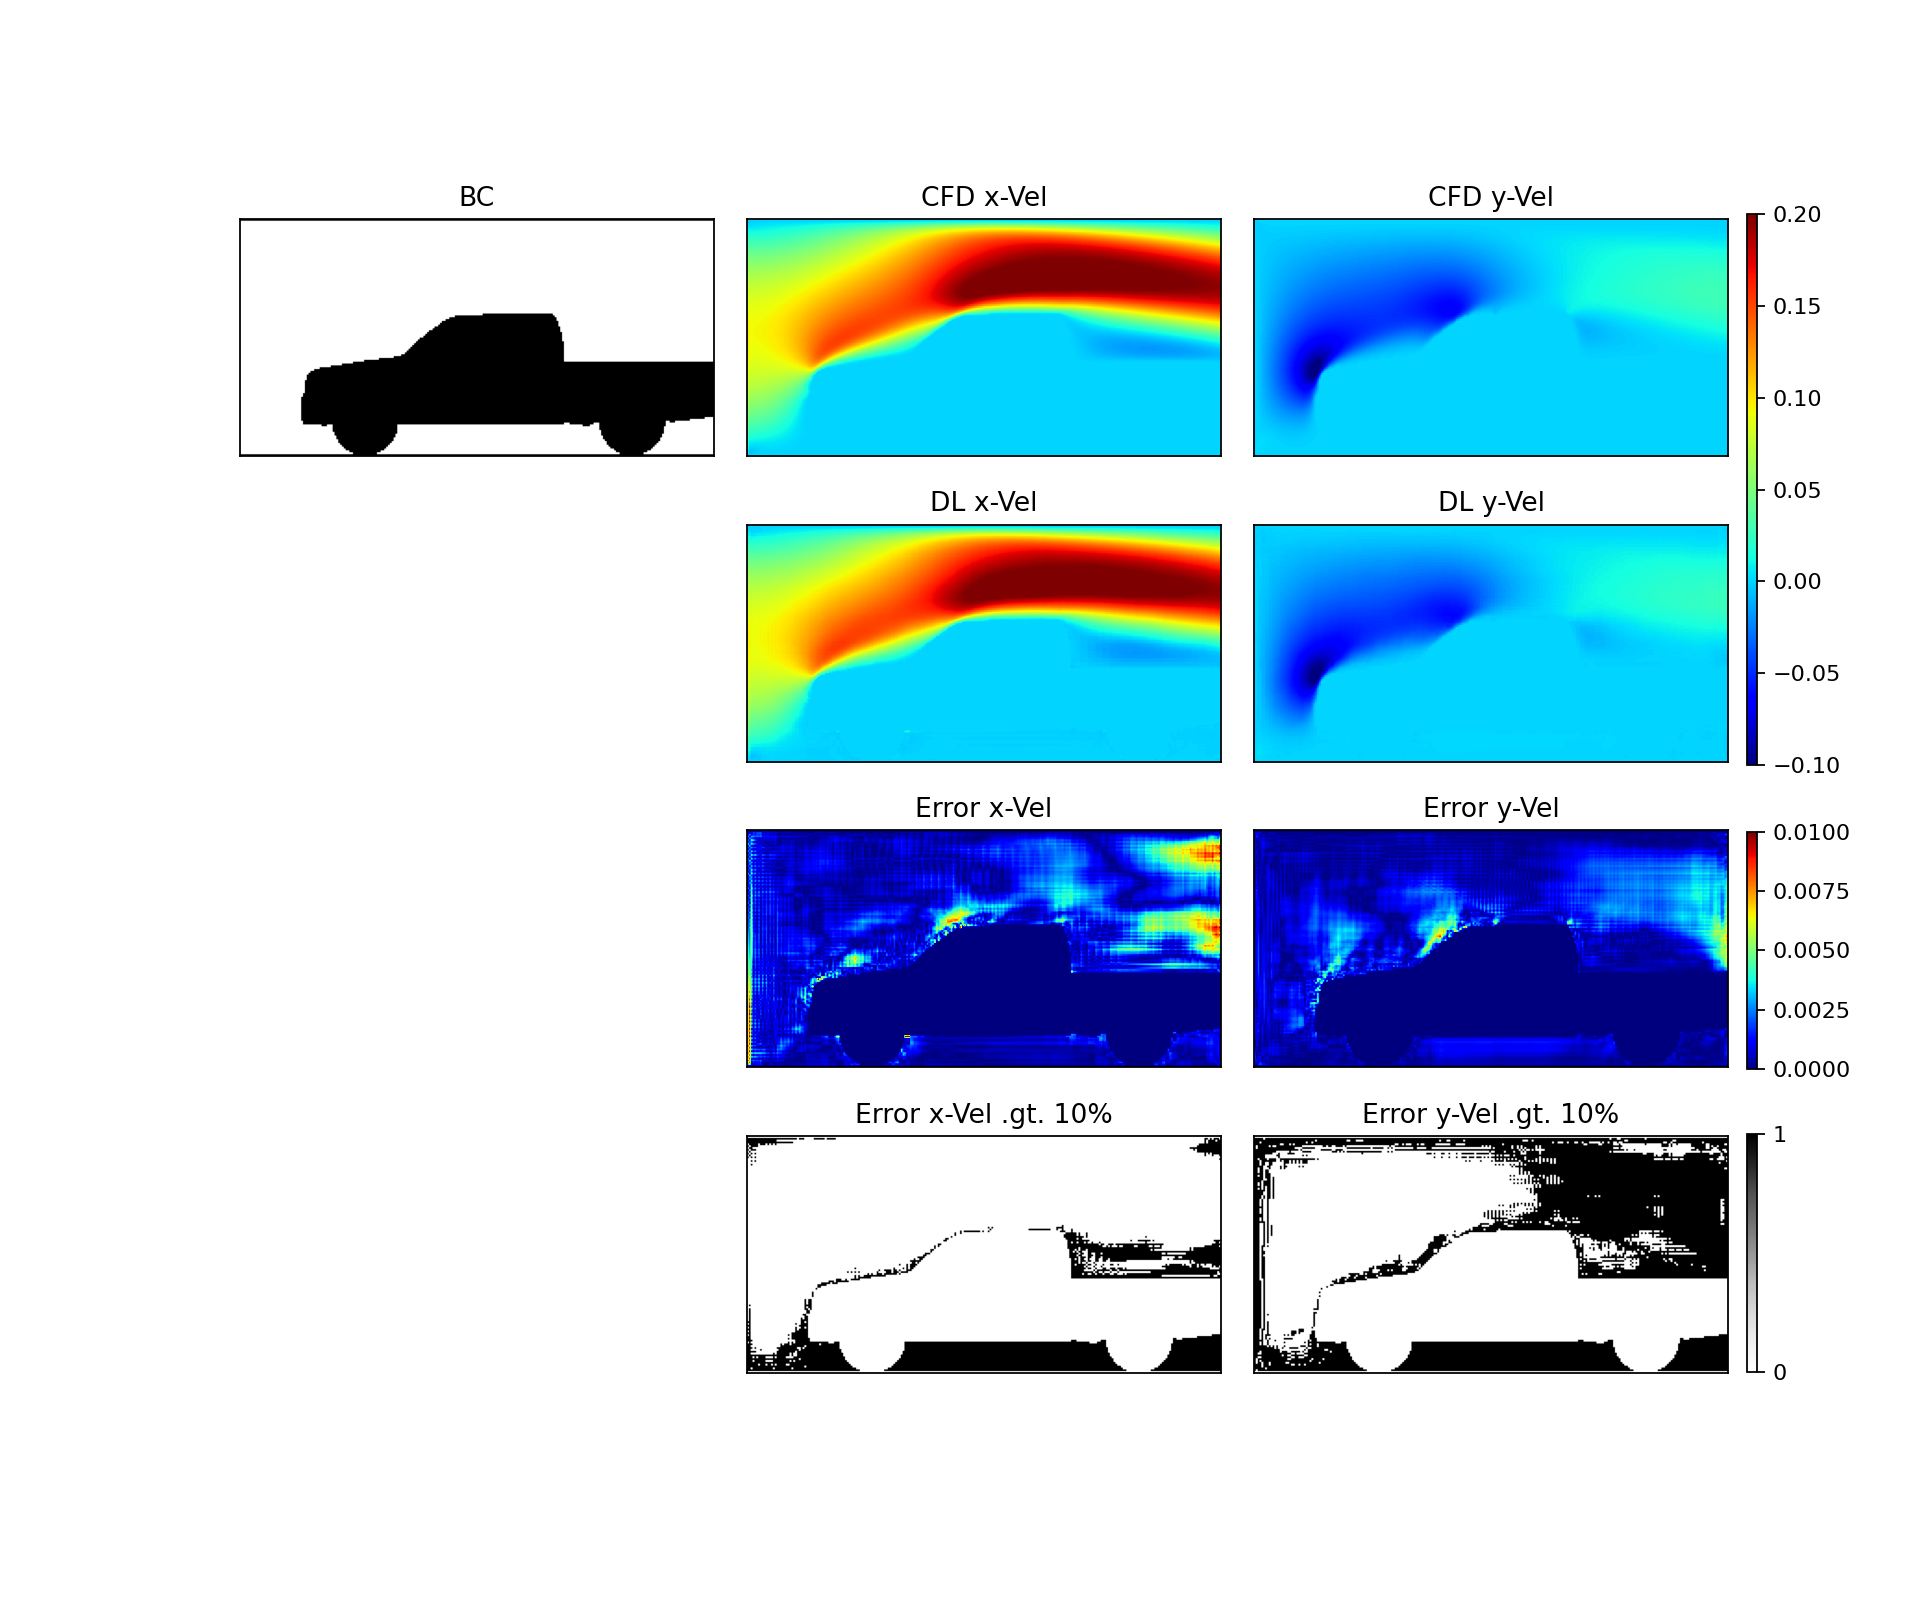 BC
CFD x-Vel
CFD y-Vel
0.20
0.15
0.10
0.05
0.00
−0.05
−0.10
DL x-Vel
DL y-Vel
Error x-Vel
Error y-Vel
0.0100
0.0075
0.0050
0.0025
0.0000
Error x-Vel .gt. 10%
Error y-Vel .gt. 10%
1
0